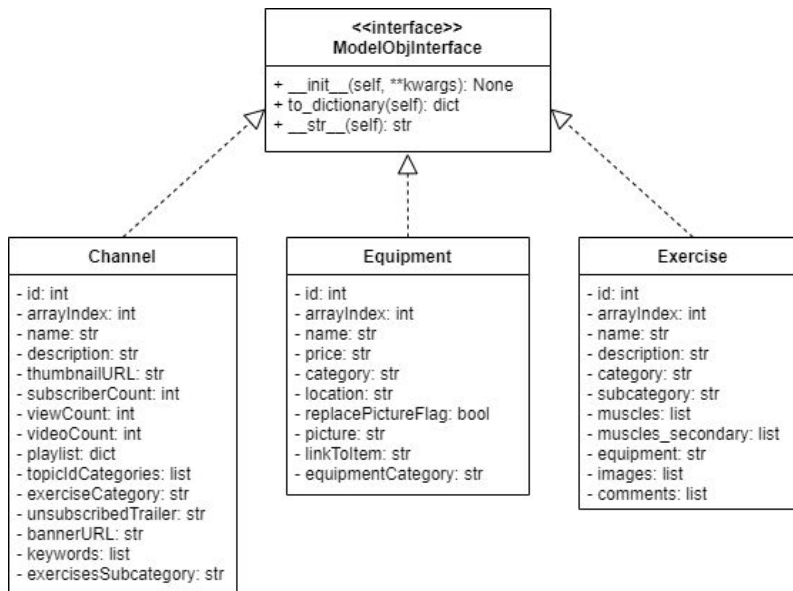 <<interface>>
ModelObjInterface
+ __init__(self, **kwargs): None
+ to_dictionary(self): dict
+ __str__(self): str
Channel
- id: int
- arrayIndex: int
- name: str
- description: str
- thumbnailURL: str
- subscriberCount: int
- viewCount: int
- videoCount: int
- playlist: dict
- topicIdCategories: list
- exerciseCategory: str
- unsubscribedTrailer: str
- bannerURL: str
- keywords: list
- exercisesSubcategory: str
Equipment
- id: int
- arrayIndex: int
- name: str
- price: str
- category: str
- location: str
- replacePictureFlag: bool
- picture: str
- linkToItem: str
- equipmentCategory: str
Exercise
- id: int
- arrayIndex: int
- name: str
- description: str
- category: str
- subcategory: str
- muscles: list
- muscles_secondary: list
- equipment: str
- images: list
- comments: list